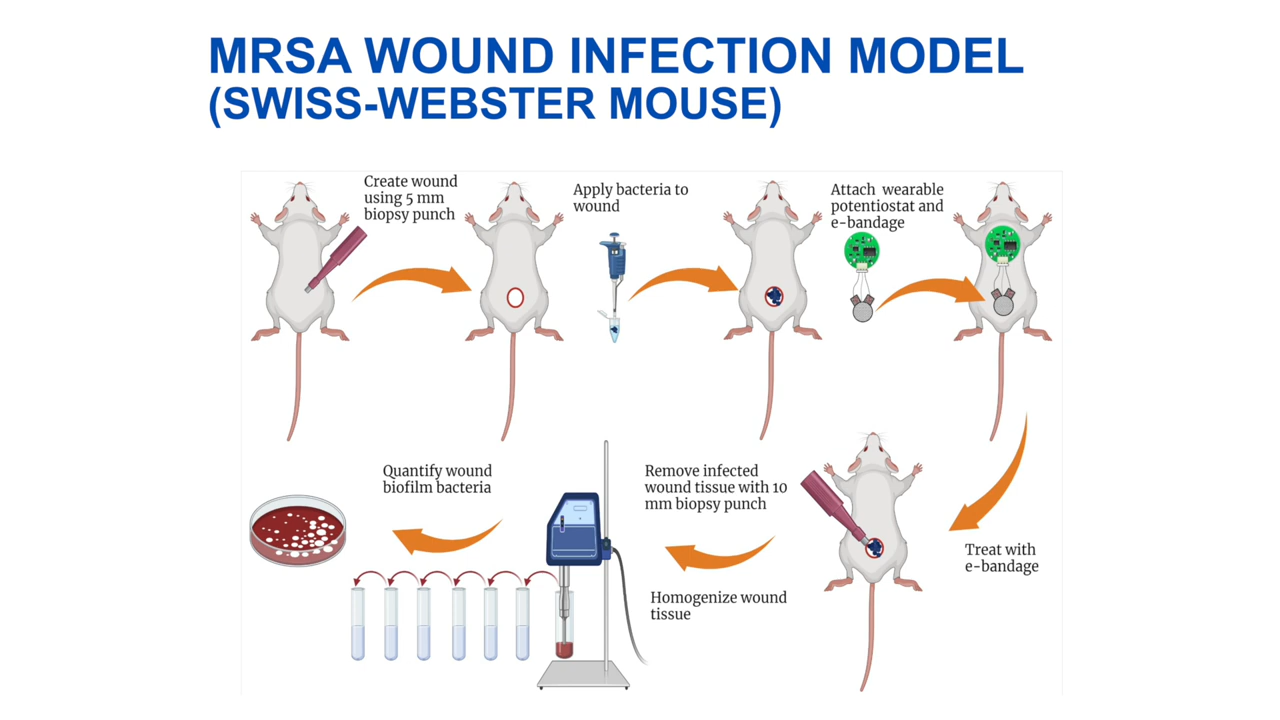 MRSA WOUND INFECTION MODEL
(SWISS-WEBSTER MOUSE)
Create wound
using 5 mm
biopsy punch
Apply bacteria to
wound
Attach wearable
potentiostat and
e-bandage
Treat with
e-bandage
Remove infected
wound tissue with 10
mm biopsy punch
Homogenize wound
tissue
Quantify wound
biofilm bacteria